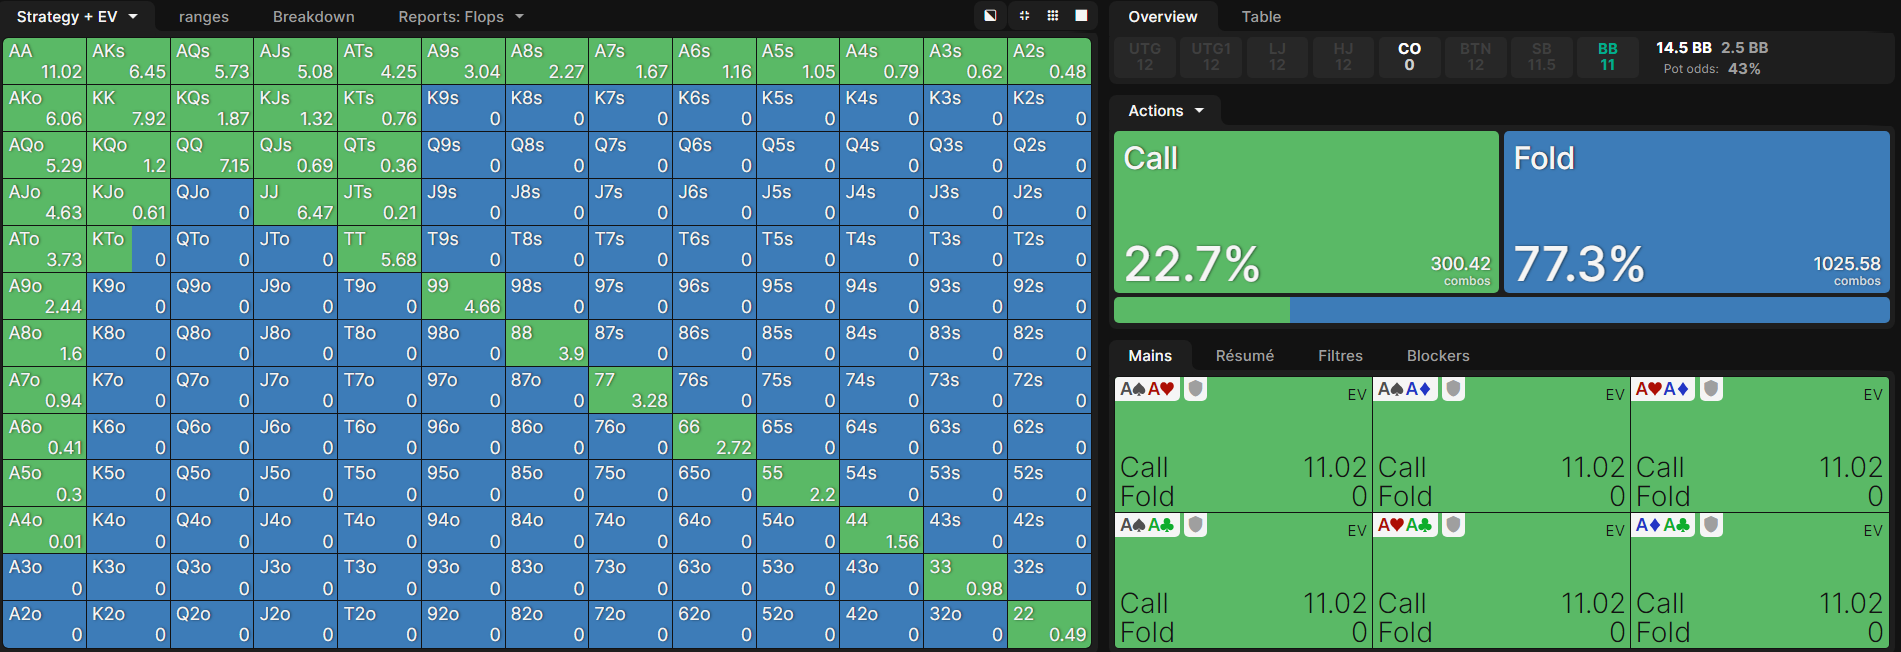 Strategy + EV ranges Breakdown Reports: Flops
AA AKs AQs AJs ATs A9s A8s A7s A6s A5s A4s A3s A2s
11.02 6.45 5.73 5.08 4.25 3.04 2.27 1.67 1.16 1.05 0.79 0.62 0.48
AKo KK KQs KJs KTs K9s K8s K7s K6s K5s K4s K3s K2s
6.06 7.92 1.87 1.32 0.76 0 0 0 0 0 0 0 0
AQo KQo QQ QJs QTs Q9s Q8s Q7s Q6s Q5s Q4s Q3s Q2s
5.29 1.2 7.15 0.69 0.36 0 0 0 0 0 0 0 0
AJo KJo QJo JJ JTs J9s J8s J7s J6s J5s J4s J3s J2s
4.63 0.61 0 6.47 0.21 0 0 0 0 0 0 0 0
ATo KTo QTo JTo TT T9s T8s T7s T6s T5s T4s T3s T2s
3.73 0 0 0 5.68 0 0 0 0 0 0 0 0
A9o K9o Q9o J9o T9o 99 98s 97s 96s 95s 94s 93s 92s
2.44 0 0 0 0 4.66 0 0 0 0 0 0 0
A8o K8o Q8o J8o T8o 98o 88 87s 86s 85s 84s 83s 82s
1.6 0 0 0 0 0 3.9 0 0 0 0 0 0
A7o K7o Q7o J7o T7o 97o 87o 77 76s 75s 74s 73s 72s
0.94 0 0 0 0 0 0 3.28 0 0 0 0 0
A6o K6o Q6o J6o T6o 96o 86o 76o 66 65s 64s 63s 62s
0.41 0 0 0 0 0 0 0 2.72 0 0 0 0
A5o K5o Q5o J5o T5o 95o 85o 75o 65o 55 54s 53s 52s
0.3 0 0 0 0 0 0 0 0 2.2 0 0 0
A4o K4o Q4o J4o T4o 94o 84o 74o 64o 54o 44 43s 42s
0.01 0 0 0 0 0 0 0 0 0 1.56 0 0
A3o K3o Q3o J3o T3o 93o 83o 73o 63o 53o 43o 33 32s
0 0 0 0 0 0 0 0 0 0 0 0.98 0
A2o K2o Q2o J2o T2o 92o 82o 72o 62o 52o 42o 32o 22
0 0 0 0 0 0 0 0 0 0 0 0 0.49
Overview Table
UTG UTG1 LJ HJ CO BTN SB BB 14.5 BB 2.5 BB
12 12 12 12 0 12 11.5 11 Pot odds: 43%
Actions
Call Fold
22.7% 300.42 combos 77.3% 1025.58 combos
Mains Résumé Filtres Blockers
A♠A♥ EV A♠A♦ EV A♥A♦ EV
Call 11.02 Call 11.02 Call 11.02
Fold 0 Fold 0 Fold 0
A♠A♣ EV A♥A♣ EV A♦A♣ EV
Call 11.02 Call 11.02 Call 11.02
Fold 0 Fold 0 Fold 0